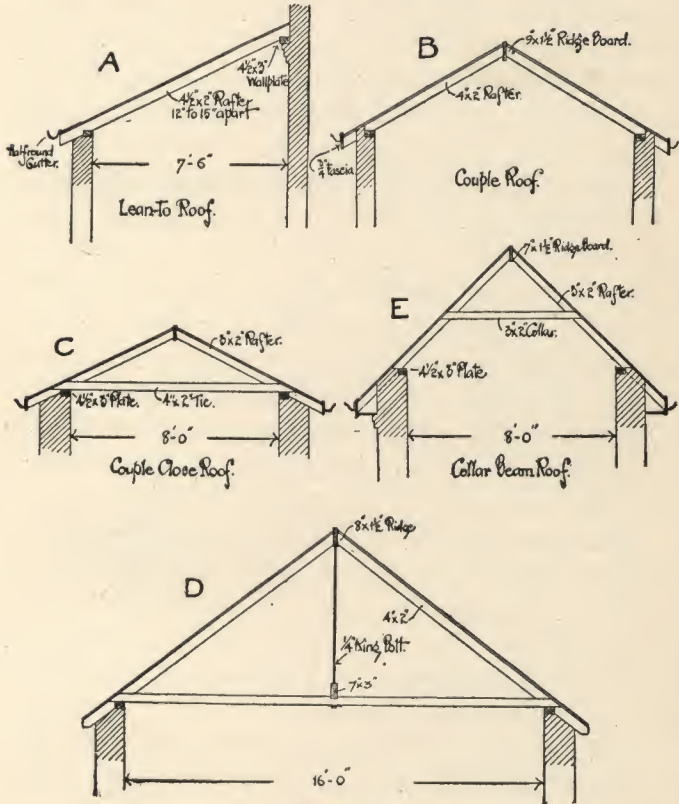 A
4½"x3"
Wallplate
4½"x2" Rafter
12" to 15" apart
Halfround
Gutter.
7'-6"
Lean-To Roof.
B
9"x1½" Ridge Board.
4"x2" Rafter.
¾" fascia
Couple Roof.
C
3"x2" Rafter.
4½"x3" Plate.
4"x2" Tie.
8'-0"
Couple Close Roof.
E
7"x1½" Ridge Board.
3"x2" Rafter.
3"x2" Collar.
4½"x3" Plate
8'-0"
Collar Beam Roof.
D
8"x1½" Ridge
4"x2"
¼" King Bolt.
7"x3"
16'-0"